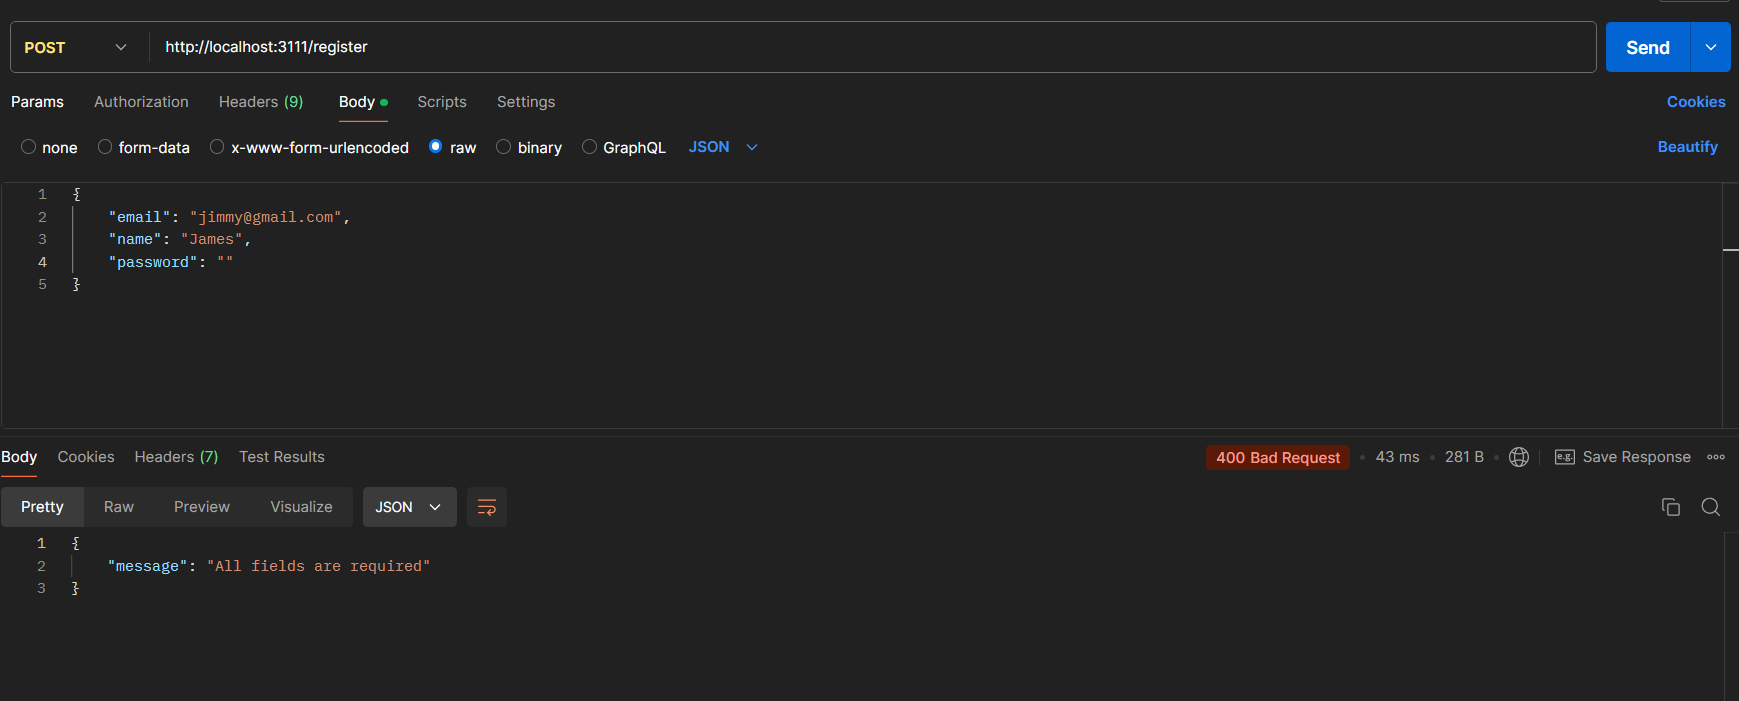 POST http://localhost:3111/register Send
Params Authorization Headers (9) Body Scripts Settings Cookies
none form-data x-www-form-urlencoded raw binary GraphQL JSON Beautify
1 {
2 "email": "jimmy@gmail.com",
3 "name": "James",
4 "password": ""
5 }
Body Cookies Headers (7) Test Results 400 Bad Request 43 ms 281 B e.g. Save Response
Pretty Raw Preview Visualize JSON
1 {
2 "message": "All fields are required"
3 }